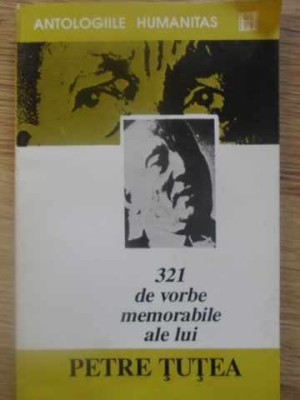 ANTOLOGIILE HUMANITAS
321
de vorbe
memorabile
ale lui
PETRE ȚUȚEA